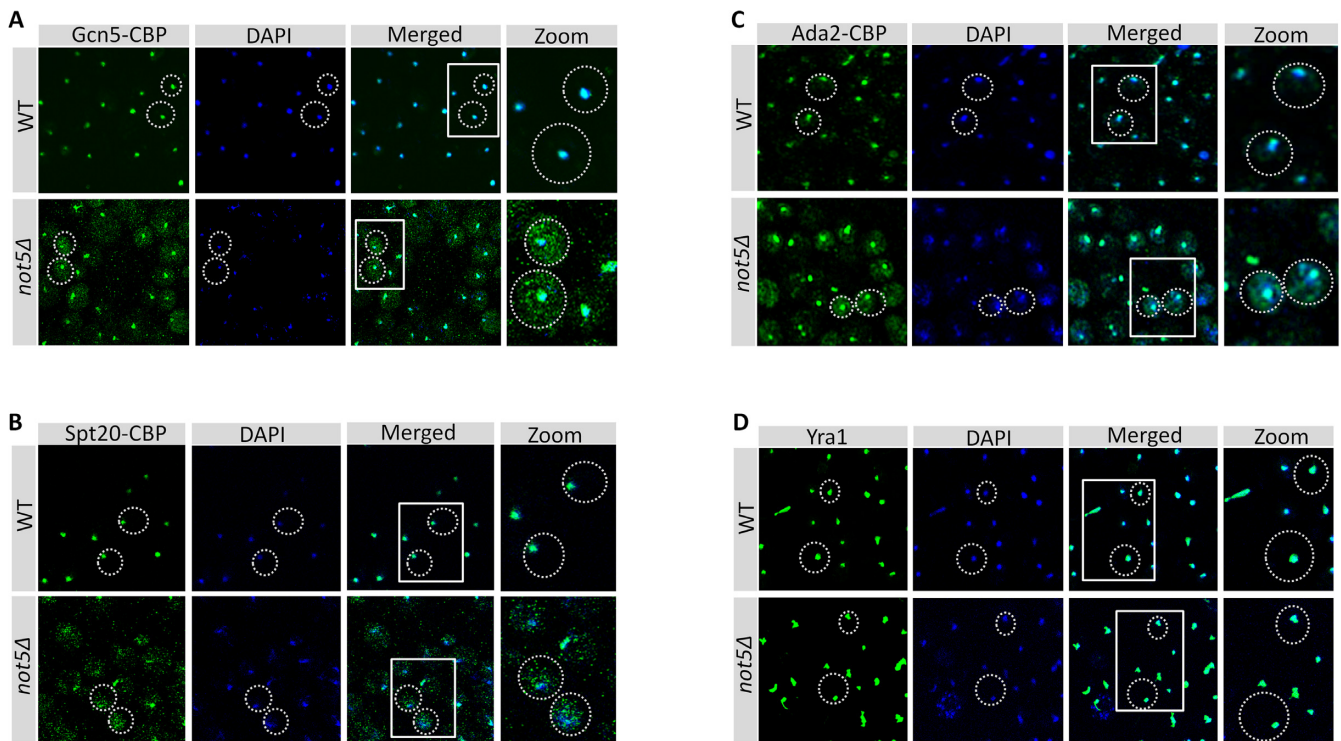 A
Gcn5-CBP DAPI Merged Zoom
WT
not5Δ
B
Spt20-CBP DAPI Merged Zoom
WT
not5Δ
C
Ada2-CBP DAPI Merged Zoom
WT
not5Δ
D
Yra1 DAPI Merged Zoom
WT
not5Δ